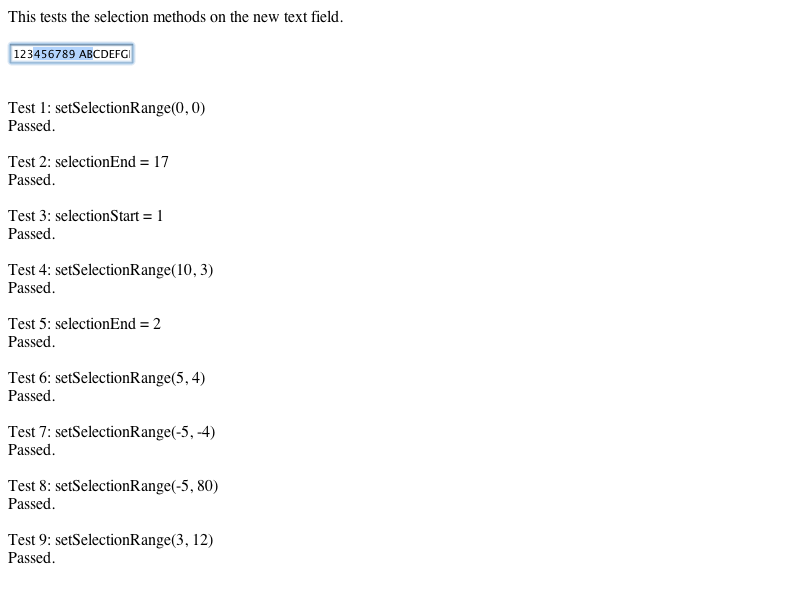 This tests the selection methods on the new text field.
123456789 ABCDEFG
Test 1: setSelectionRange(0, 0)
Passed.
Test 2: selectionEnd = 17
Passed.
Test 3: selectionStart = 1
Passed.
Test 4: setSelectionRange(10, 3)
Passed.
Test 5: selectionEnd = 2
Passed.
Test 6: setSelectionRange(5, 4)
Passed.
Test 7: setSelectionRange(-5, -4)
Passed.
Test 8: setSelectionRange(-5, 80)
Passed.
Test 9: setSelectionRange(3, 12)
Passed.